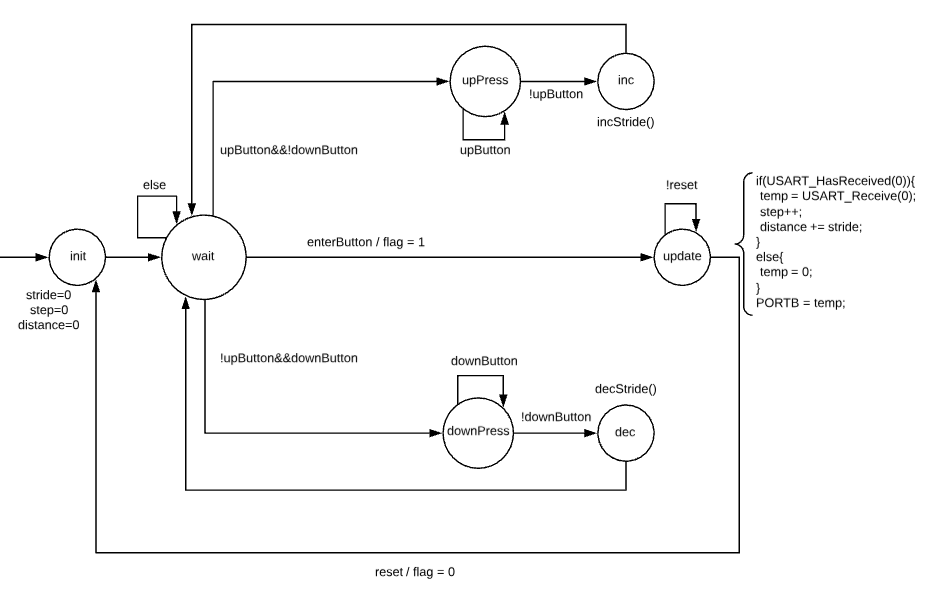 upPress
inc
!upButton
incStride()
upButton
upButton&&!downButton
else
!reset
if(USART_HasReceived(0)){
temp = USART_Receive(0);
step++;
distance += stride;
}
else{
temp = 0;
}
PORTB = temp;
init
wait
enterButton / flag = 1
update
stride=0
step=0
distance=0
!upButton&&downButton
downButton
decStride()
!downButton
downPress
dec
reset / flag = 0